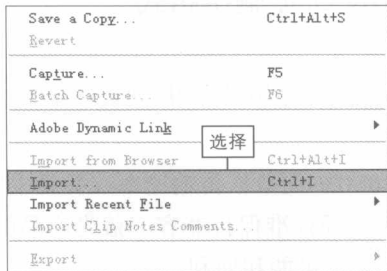 Save a Copy... Ctrl+Alt+S
Revert
Capture... F5
Batch Capture... F6
Adobe Dynamic Link
选择
Import from Browser Ctrl+Alt+I
Import... Ctrl+I
Import Recent File
Import Clip Notes Comments...
Export